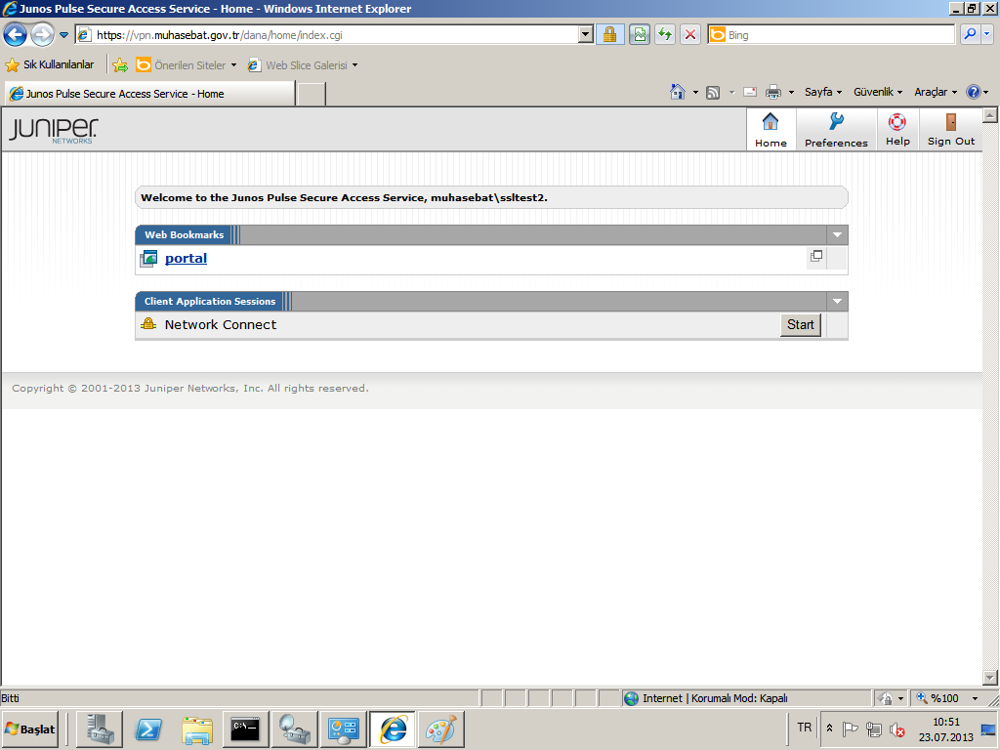 Junos Pulse Secure Access Service - Home - Windows Internet Explorer
https://vpn.muhasebat.gov.tr/dana/home/index.cgi
Bing
Sık Kullanılanlar
Önerilen Siteler
Web Slice Galerisi
Junos Pulse Secure Access Service - Home
Sayfa
Güvenlik
Araçlar
JUNIPER
NETWORKS
Home
Preferences
Help
Sign Out
Welcome to the Junos Pulse Secure Access Service, muhasebat\ssltest2.
Web Bookmarks
portal
Client Application Sessions
Network Connect
Start
Copyright © 2001-2013 Juniper Networks, Inc. All rights reserved.
Bitti
Internet | Korumalı Mod: Kapalı
%100
Başlat
C:\_
TR
10:51
23.07.2013